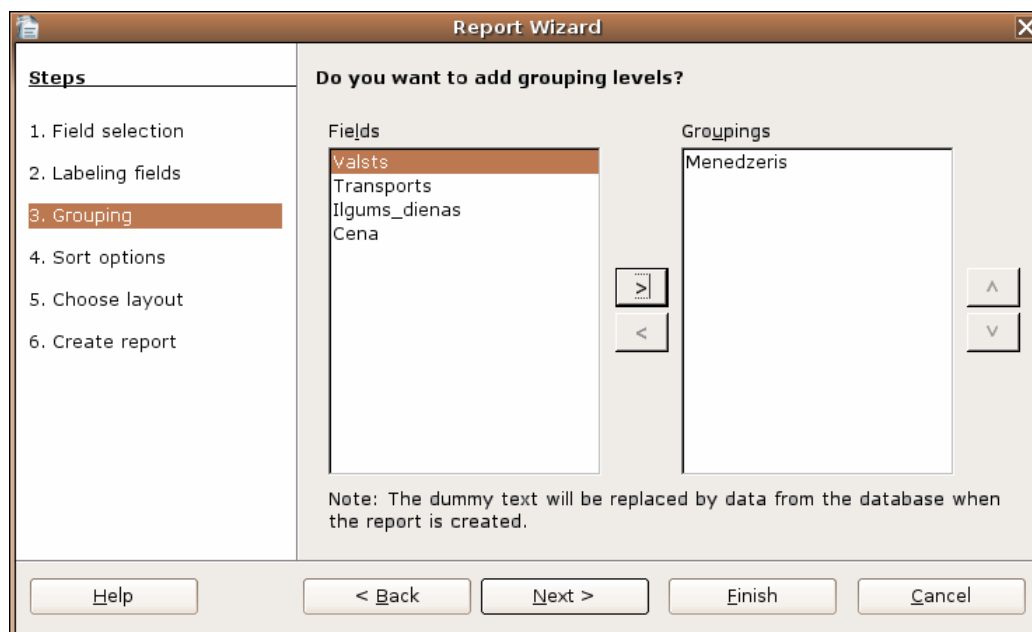 Report Wizard
Steps
1. Field selection
2. Labeling fields
3. Grouping
4. Sort options
5. Choose layout
6. Create report
Do you want to add grouping levels?
Fields
Valsts
Transports
Ilgums_dienas
Cena
>
<
Groupings
Menedzeris
^
v
Note: The dummy text will be replaced by data from the database when
the report is created.
Help
< Back
Next >
Finish
Cancel